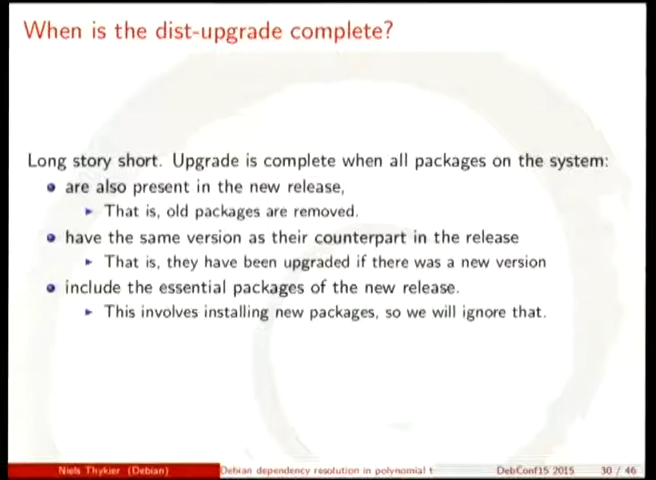 When is the dist-upgrade complete?
Long story short. Upgrade is complete when all packages on the system:
are also present in the new release,
That is, old packages are removed.
have the same version as their counterpart in the release
That is, they have been upgraded if there was a new version
include the essential packages of the new release.
This involves installing new packages, so we will ignore that.
Niels Thykier (Debian) Debian dependency resolution in polynomial t DebConf15 2015 30 / 46